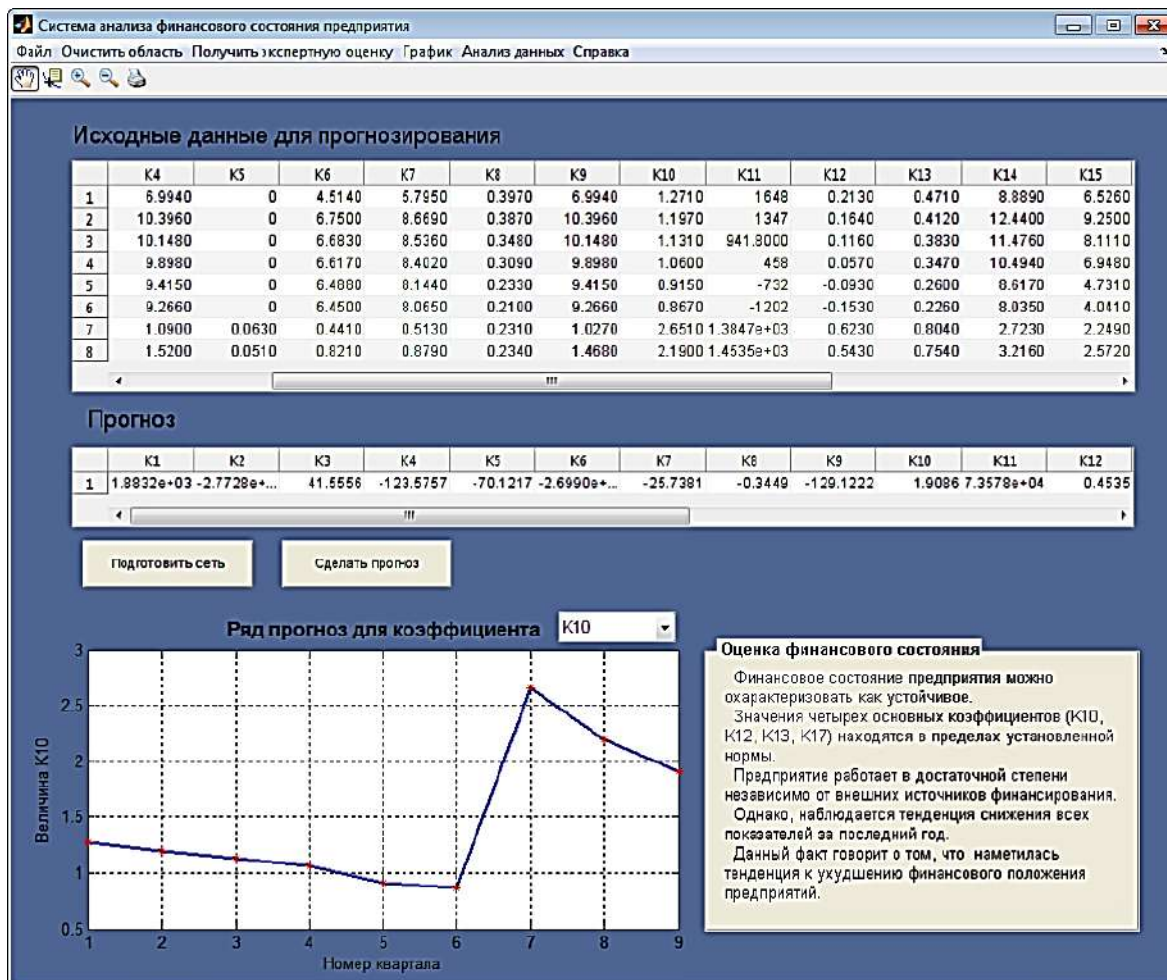 Система анализа финансового состояния предприятия
Файл Очистить область Получить экспертную оценку График Анализ данных Справка
Исходные данные для прогнозирования
K4 K5 K6 K7 K8 K9 K10 K11 K12 K13 K14 K15
1 6.9940 0 4.5140 5.7950 0.3970 6.9940 1.2710 1648 0.2130 0.4710 8.8890 6.5260
2 10.3960 0 6.7500 8.6690 0.3870 10.3960 1.1970 1347 0.1640 0.4120 12.4400 9.2500
3 10.1480 0 6.6830 8.5360 0.3480 10.1480 1.1310 941.8000 0.1160 0.3830 11.4760 8.1110
4 9.8980 0 6.6170 8.4020 0.3090 9.8980 1.0600 458 0.0570 0.3470 10.4940 6.9480
5 9.4150 0 6.4880 8.1440 0.2330 9.4150 0.9150 -732 -0.0930 0.2600 8.6170 4.7310
6 9.2660 0 6.4500 8.0650 0.2100 9.2660 0.8670 -1202 -0.1530 0.2260 8.0350 4.0410
7 1.0900 0.0630 0.4410 0.5130 0.2310 1.0270 2.6510 1.3847e+03 0.6230 0.8040 2.7230 2.2490
8 1.5200 0.0510 0.8210 0.8790 0.2340 1.4680 2.1900 1.4535e+03 0.5430 0.7540 3.2160 2.5720
Прогноз
K1 K2 K3 K4 K5 K6 K7 K8 K9 K10 K11 K12
1 1.8832e+03 -2.7728e+... 41.5556 -123.5757 -70.1217 -2.6990e+... -25.7381 -0.3449 -129.1222 1.9086 7.3578e+04 0.4535
Подготовить сеть Сделать прогноз
Ряд прогноз для коэффициента K10
3
2.5
2
1.5
1
0.5
Величина K10
1 2 3 4 5 6 7 8 9
Номер квартала
Оценка финансового состояния
Финансовое состояние предприятия можно
охарактеризовать как устойчивое.
Значения четырех основных коэффициентов (K10,
K12, K13, K17) находятся в пределах установленной
нормы.
Предприятие работает в достаточной степени
независимо от внешних источников финансирования.
Однако, наблюдается тенденция снижения всех
показателей за последний год.
Данный факт говорит о том, что наметилась
тенденция к ухудшению финансового положения
предприятий.